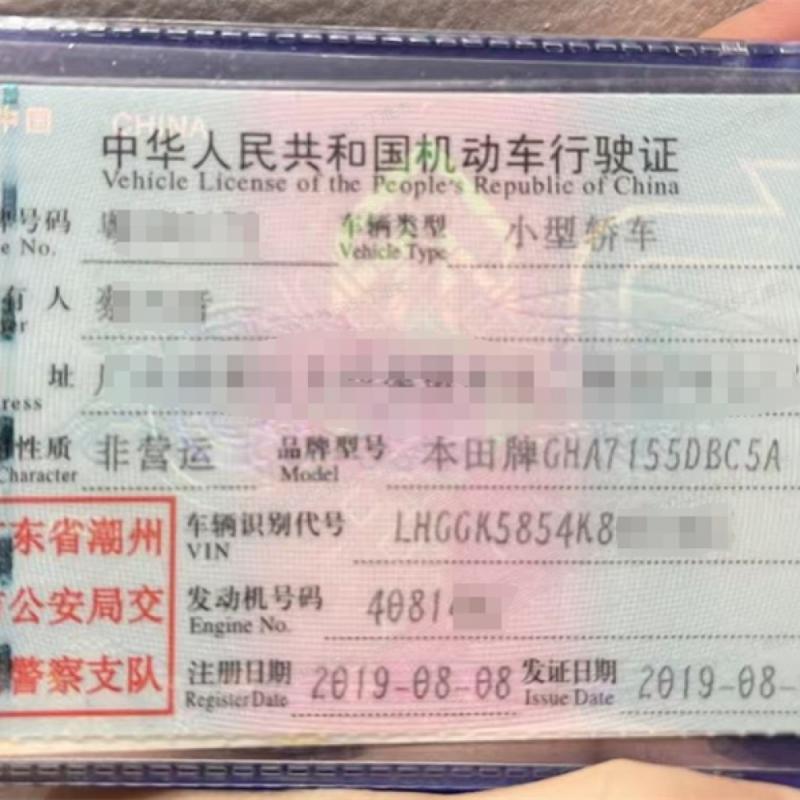 中国 CHINA
中华人民共和国机动车行驶证
Vehicle License of the People's Republic of China
号码 车辆类型 小型轿车
No. Vehicle Type
有人
址
性质 非营运 品牌型号 本田牌GHA7155DBC5A
Character Model
车辆识别代号 LHGGK5854K8
VIN
东省潮州
公安局交
警察支队
发动机号码 4081
Engine No.
注册日期 2019-08-08 发证日期 2019-08-
Register Date Issue Date